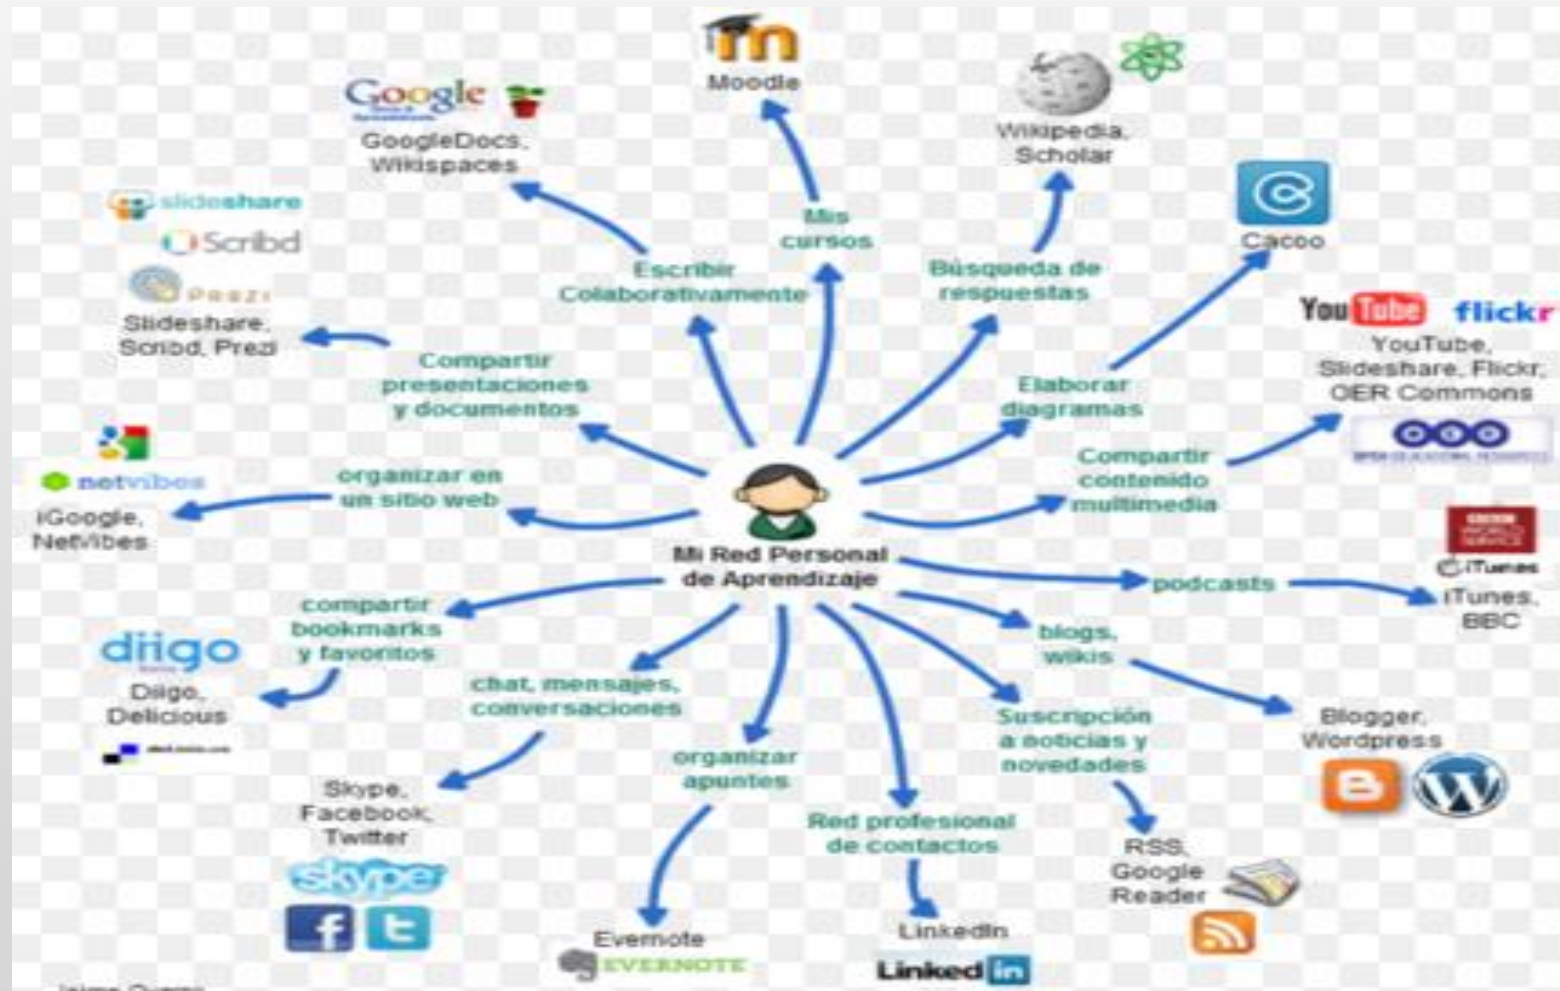 Moodle
Google
GoogleDocs,
Wikispaces
Wikipedia,
Scholar
Cacoo
slideshare
Scribd
Prezi
Slideshare,
Scribd, Prezi
Mis
cursos
Escribir
Colaborativamente
Búsqueda de
respuestas
YouTube
flickr
YouTube,
Slideshare, Flickr,
OER Commons
Compartir
presentaciones
y documentos
Elaborar
diagramas
netvibes
iGoogle,
NetVibes
organizar en
un sitio web
Compartir
contenido
multimedia
Mi Red Personal
de Aprendizaje
podcasts
iTunes
iTunes,
BBC
compartir
bookmarks
y favoritos
diigo
Diigo,
Delicious
blogs,
wikis
Blogger,
Wordpress
chat, mensajes,
conversaciones
Skype,
Facebook,
Twitter
skype
organizar
apuntes
Evernote
EVERNOTE
Red profesional
de contactos
LinkedIn
Linked in
Suscripción
a noticias y
novedades
RSS,
Google
Reader